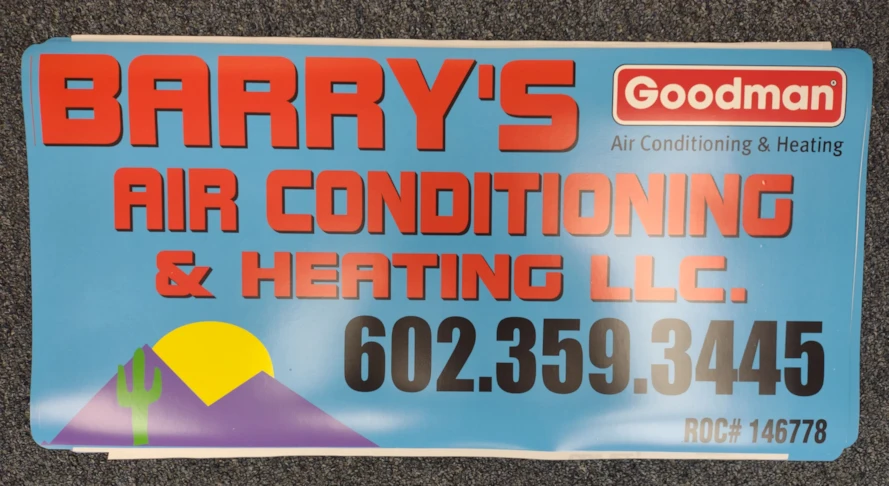 BARRY'S
Goodman
Air Conditioning & Heating
AIR CONDITIONING
& HEATING LLC.
602.359.3445
ROC# 146778